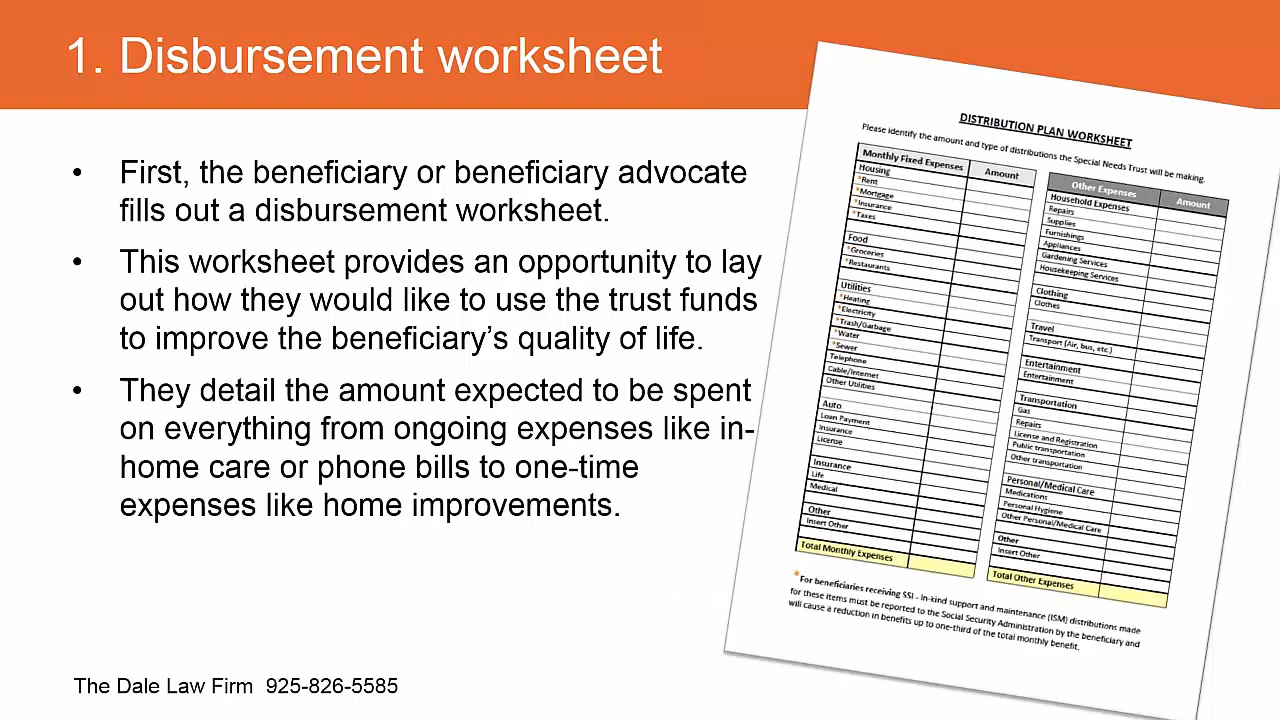 1. Disbursement worksheet
• First, the beneficiary or beneficiary advocate
fills out a disbursement worksheet.
• This worksheet provides an opportunity to lay
out how they would like to use the trust funds
to improve the beneficiary’s quality of life.
• They detail the amount expected to be spent
on everything from ongoing expenses like in-
home care or phone bills to one-time
expenses like home improvements.
The Dale Law Firm 925-826-5585
DISTRIBUTION PLAN WORKSHEET
Please identify the amount and type of distributions the Special Needs Trust will be making.
Monthly Fixed Expenses Amount
Housing
*Rent
*Mortgage
*Insurance
*Taxes
Food
*Groceries
*Restaurants
Utilities
*Heating
*Electricity
*Trash/Garbage
*Water
*Sewer
Telephone
Cable/Internet
Other Utilities
Auto
Loan Payment
Insurance
License
Insurance
Life
Medical
Other
Insert Other
Total Monthly Expenses
Other Expenses Amount
Household Expenses
Repairs
Supplies
Furnishings
Appliances
Gardening Services
Housekeeping Services
Clothing
Clothes
Travel
Transport (Air, bus, etc.)
Entertainment
Entertainment
Transportation
Gas
Repairs
License and Registration
Public transportation
Other transportation
Personal/Medical Care
Medications
Personal Hygiene
Other Personal/Medical Care
Other
Insert Other
Total Other Expenses
*For beneficiaries receiving SSI - In-kind support and maintenance (ISM) distributions made
for these items must be reported to the Social Security Administration by the beneficiary and
will cause a reduction in benefits up to one-third of the total monthly benefit.